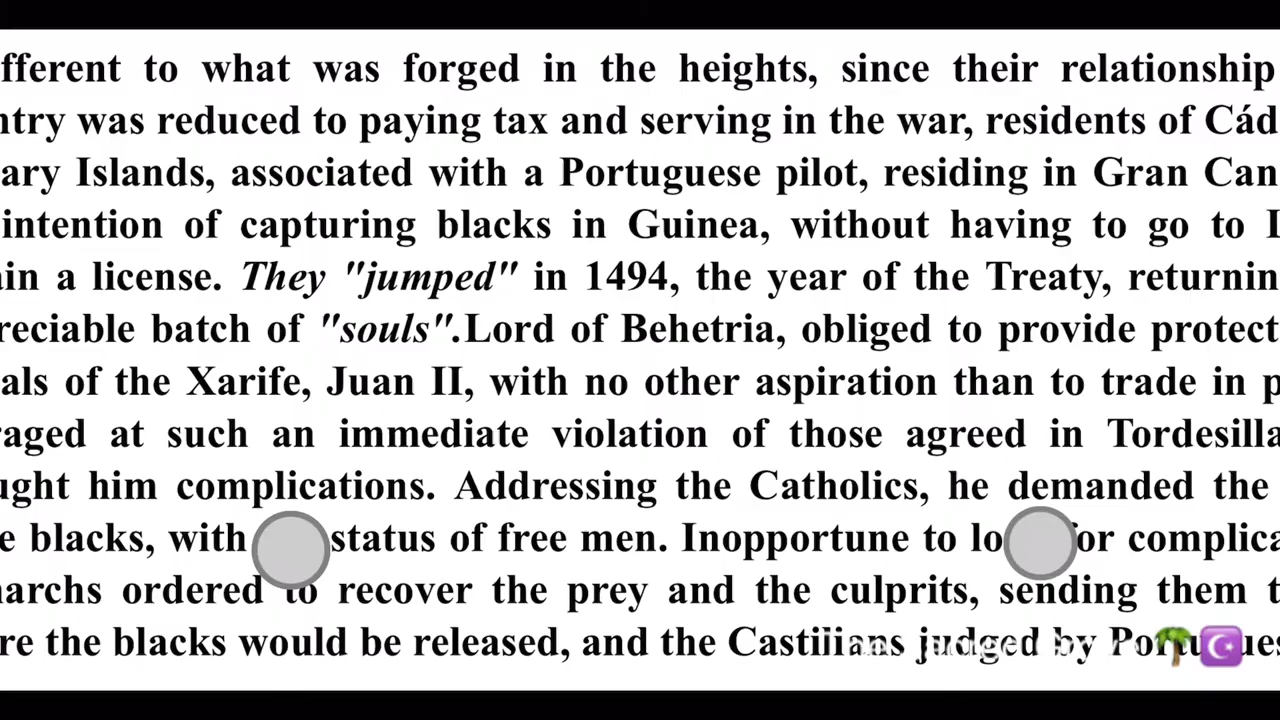 fferent to what was forged in the heights, since their relationship
ntry was reduced to paying tax and serving in the war, residents of Cád
ary Islands, associated with a Portuguese pilot, residing in Gran Can
intention of capturing blacks in Guinea, without having to go to L
ain a license. They "jumped" in 1494, the year of the Treaty, returnin
reciable batch of "souls".Lord of Behetria, obliged to provide protect
als of the Xarife, Juan II, with no other aspiration than to trade in p
raged at such an immediate violation of those agreed in Tordesilla
ught him complications. Addressing the Catholics, he demanded the
e blacks, with status of free men. Inopportune to lo for complica
narchs ordered to recover the prey and the culprits, sending them t
re the blacks would be released, and the Castilians judged by Portugues